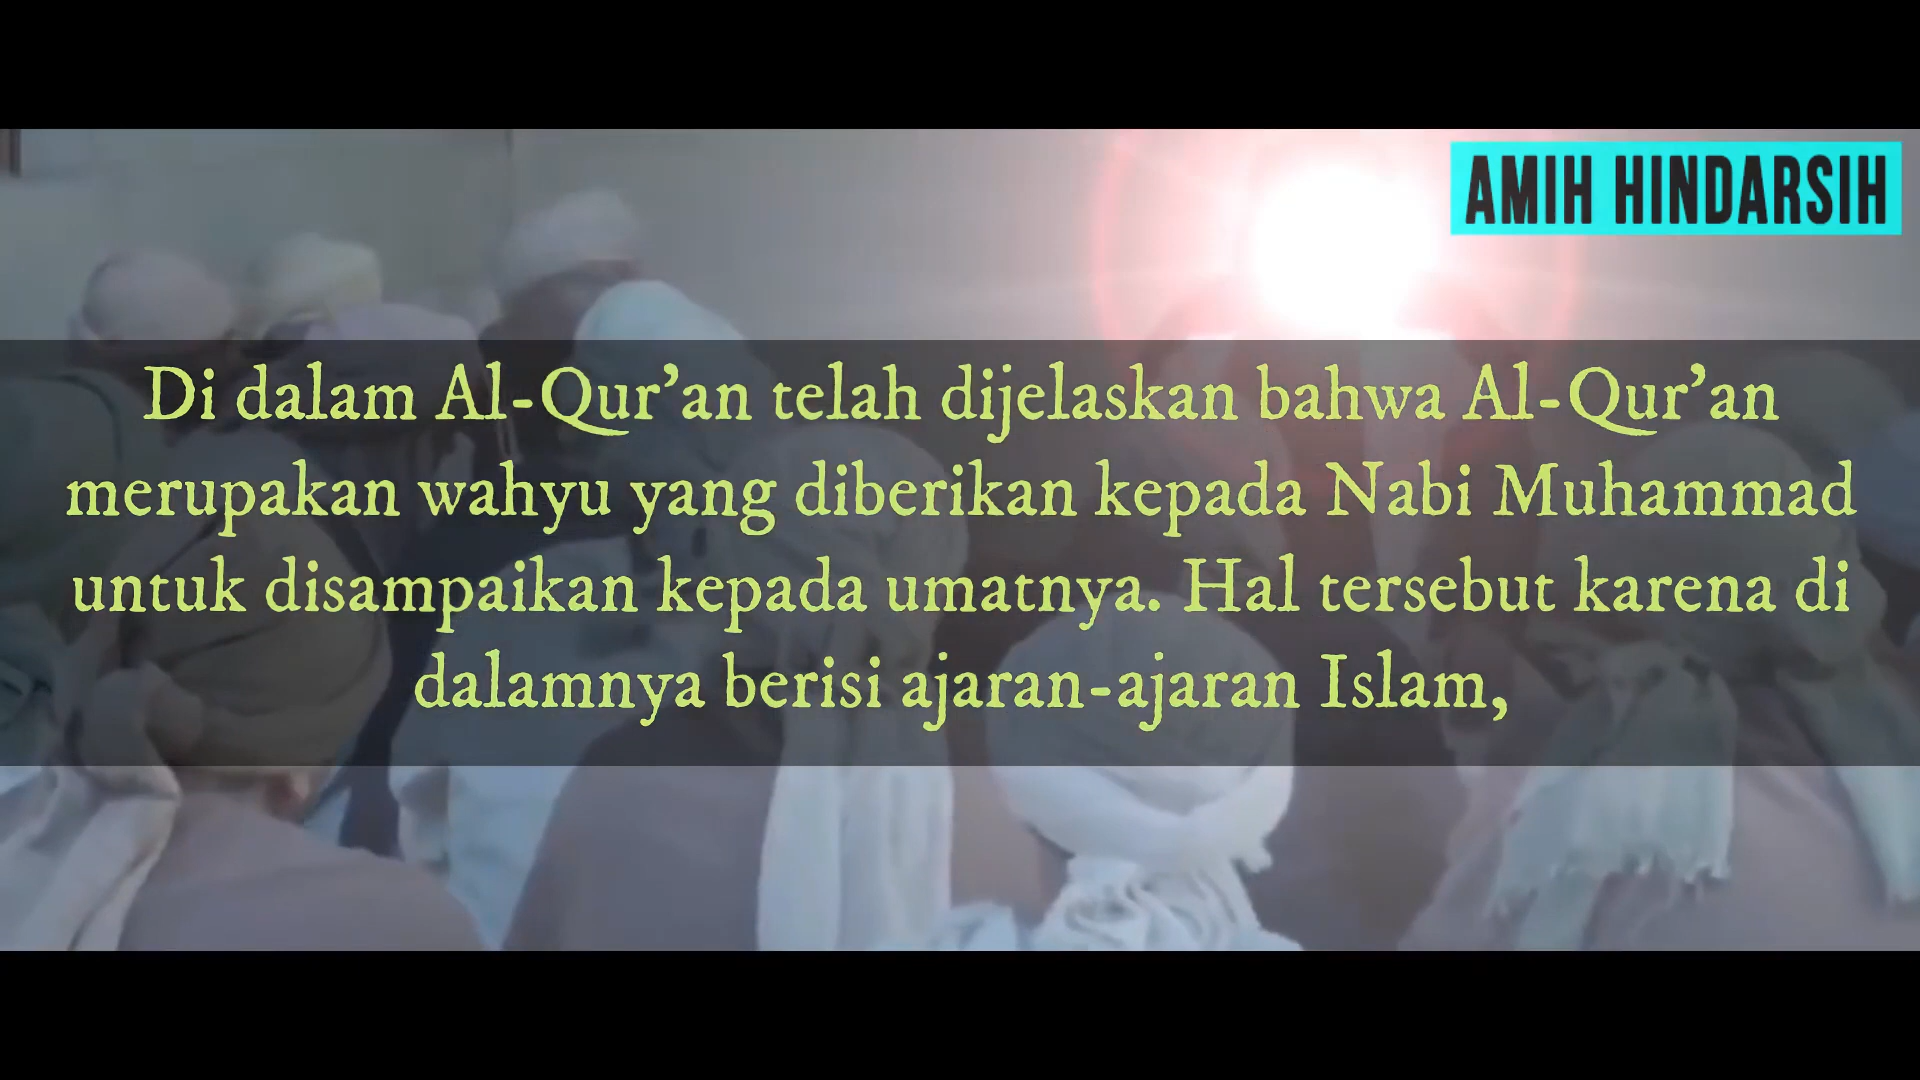 AMIH HINDARSIH
Di dalam Al-Qur’an telah dijelaskan bahwa Al-Qur’an
merupakan wahyu yang diberikan kepada Nabi Muhammad
untuk disampaikan kepada umatnya. Hal tersebut karena di
dalamnya berisi ajaran-ajaran Islam,